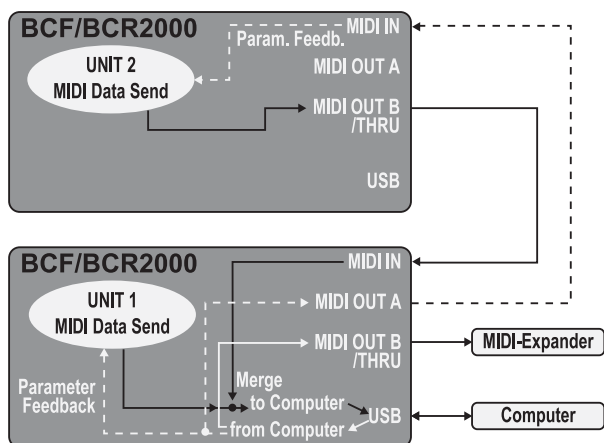 BCF/BCR2000
MIDI IN
Param. Feedb.
UNIT 2
MIDI Data Send
MIDI OUT A
MIDI OUT B
/THRU
USB
BCF/BCR2000
MIDI IN
UNIT 1
MIDI Data Send
MIDI OUT A
MIDI OUT B
/THRU
MIDI-Expander
Parameter
Feedback
Merge
to Computer
from Computer
USB
Computer